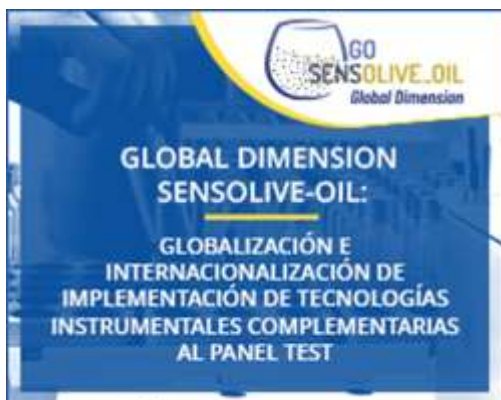 GO
SENSOLIVE_OIL
Global Dimension
GLOBAL DIMENSION
SENSOLIVE-OIL:
GLOBALIZACIÓN E
INTERNACIONALIZACIÓN DE
IMPLEMENTACIÓN DE TECNOLOGÍAS
INSTRUMENTALES COMPLEMENTARIAS
AL PANEL TEST